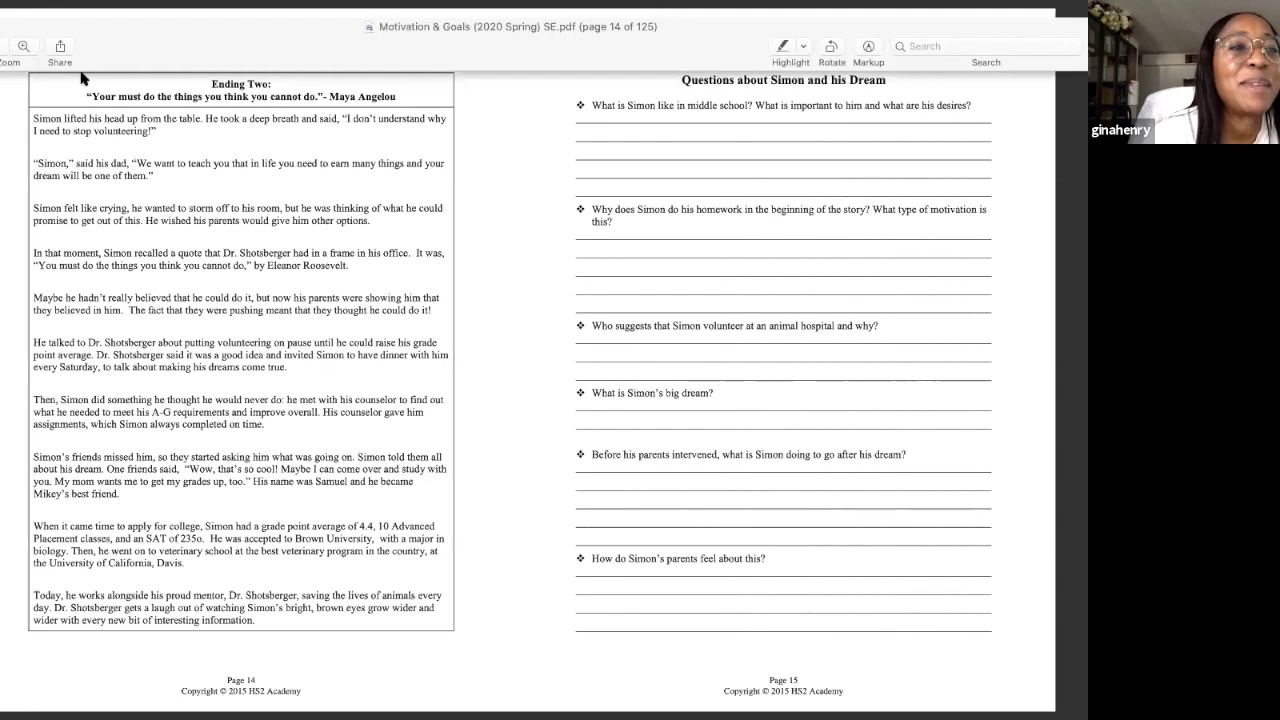 Motivation & Goals (2020 Spring) SE.pdf (page 14 of 125)
Zoom
Share
Highlight
Rotate
Markup
Search
Search
ginahenry
Ending Two:
“Your must do the things you think you cannot do.”- Maya Angelou
Simon lifted his head up from the table. He took a deep breath and said, “I don’t understand why
I need to stop volunteering!”
“Simon,” said his dad, “We want to teach you that in life you need to earn many things and your
dream will be one of them.”
Simon felt like crying, he wanted to storm off to his room, but he was thinking of what he could
promise to get out of this. He wished his parents would give him other options.
In that moment, Simon recalled a quote that Dr. Shotsberger had in a frame in his office. It was,
“You must do the things you think you cannot do,” by Eleanor Roosevelt.
Maybe he hadn’t really believed that he could do it, but now his parents were showing him that
they believed in him. The fact that they were pushing meant that they thought he could do it!
He talked to Dr. Shotsberger about putting volunteering on pause until he could raise his grade
point average. Dr. Shotsberger said it was a good idea and invited Simon to have dinner with him
every Saturday, to talk about making his dreams come true.
Then, Simon did something he thought he would never do: he met with his counselor to find out
what he needed to meet his A-G requirements and improve overall. His counselor gave him
assignments, which Simon always completed on time.
Simon’s friends missed him, so they started asking him what was going on. Simon told them all
about his dream. One friends said, “Wow, that’s so cool! Maybe I can come over and study with
you. My mom wants me to get my grades up, too.” His name was Samuel and he became
Mikey’s best friend.
When it came time to apply for college, Simon had a grade point average of 4.4, 10 Advanced
Placement classes, and an SAT of 235o. He was accepted to Brown University, with a major in
biology. Then, he went on to veterinary school at the best veterinary program in the country, at
the University of California, Davis.
Today, he works alongside his proud mentor, Dr. Shotsberger, saving the lives of animals every
day. Dr. Shotsberger gets a laugh out of watching Simon’s bright, brown eyes grow wider and
wider with every new bit of interesting information.
Page 14
Copyright © 2015 HS2 Academy
Questions about Simon and his Dream
❖ What is Simon like in middle school? What is important to him and what are his desires?
❖ Why does Simon do his homework in the beginning of the story? What type of motivation is
this?
❖ Who suggests that Simon volunteer at an animal hospital and why?
❖ What is Simon’s big dream?
❖ Before his parents intervened, what is Simon doing to go after his dream?
❖ How do Simon’s parents feel about this?
Page 15
Copyright © 2015 HS2 Academy